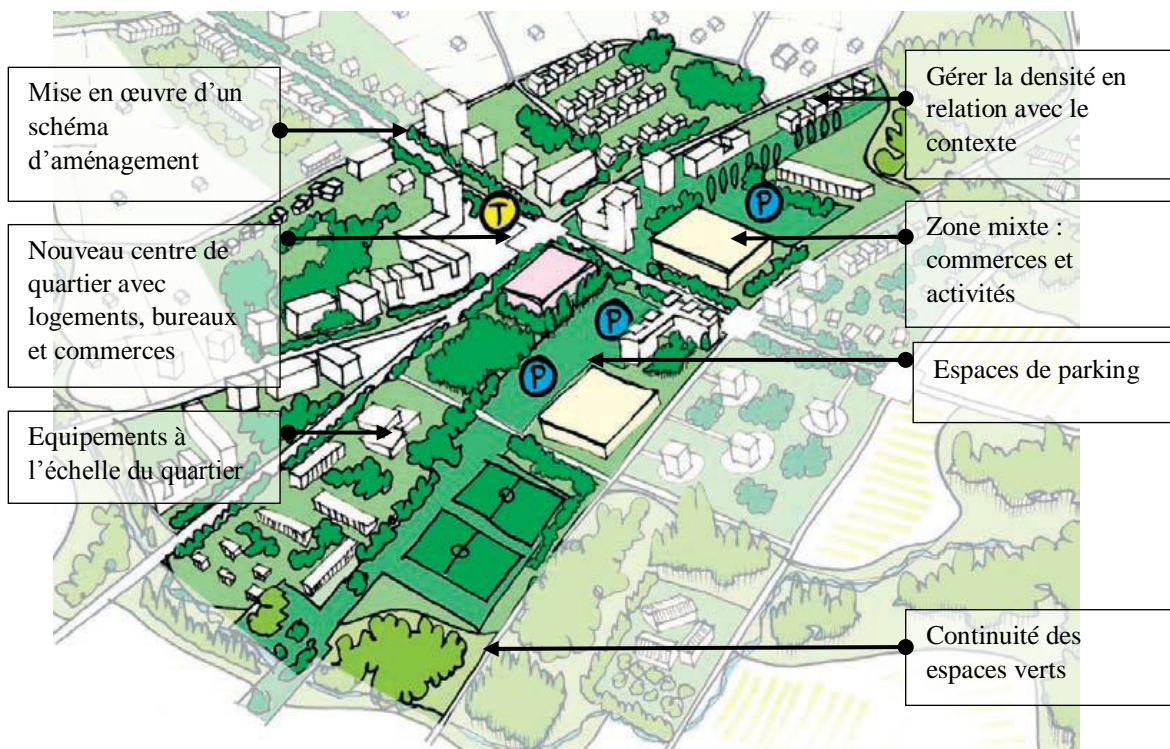 Mise en œuvre d'un
schéma
d'aménagement
Gérer la densité en
relation avec le
contexte
Nouveau centre de
quartier avec
logements, bureaux
et commerces
Zone mixte :
commerces et
activités
T
P
P
P
Espaces de parking
Equipements à
l'échelle du quartier
Continuité des
espaces verts